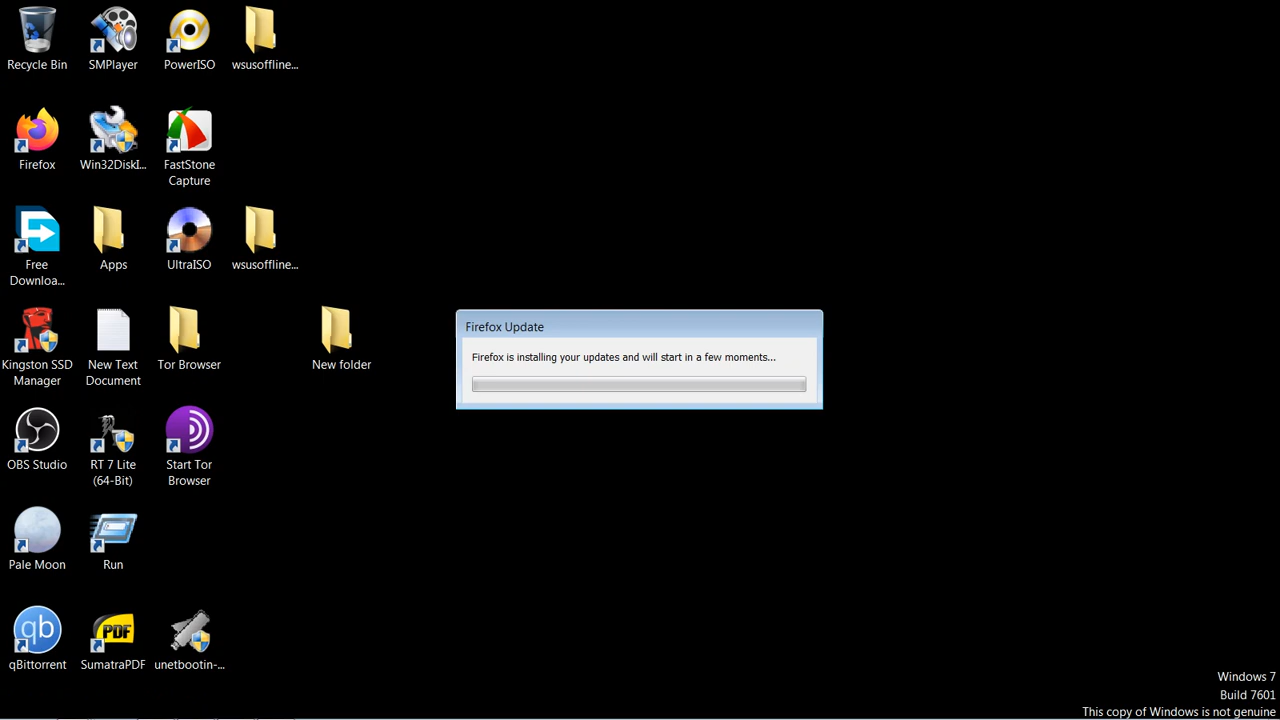 Recycle Bin
SMPlayer
PowerISO
wsusoffline...
Firefox
Win32DiskI...
FastStone
Capture
Free
Downloa...
Apps
UltraISO
wsusoffline...
Kingston SSD
Manager
New Text
Document
Tor Browser
New folder
Firefox Update
Firefox is installing your updates and will start in a few moments...
OBS Studio
RT 7 Lite
(64-Bit)
Start Tor
Browser
Pale Moon
Run
qb
PDF
qBittorrent
SumatraPDF
unetbootin-...
Windows 7
Build 7601
This copy of Windows is not genuine